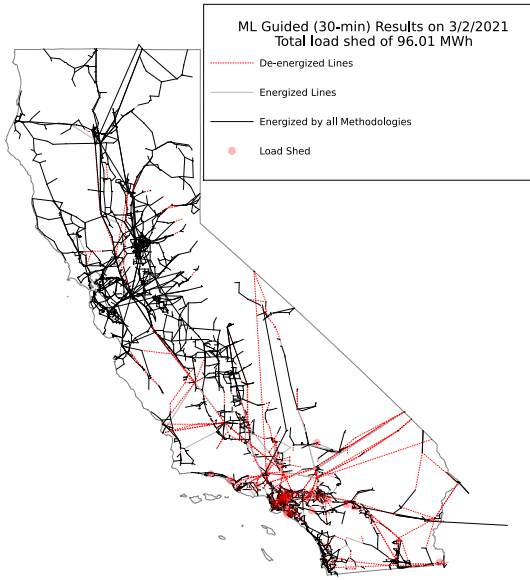 ML Guided (30-min) Results on 3/2/2021
Total load shed of 96.01 MWh
De-energized Lines
Energized Lines
Energized by all Methodologies
Load Shed